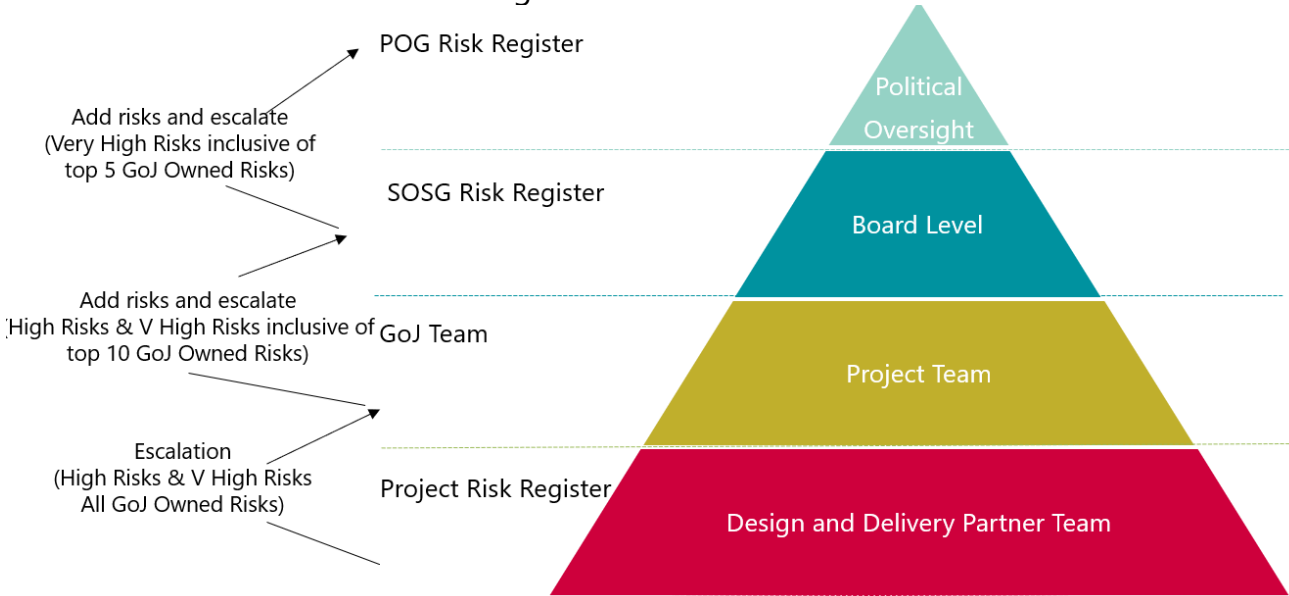 POG Risk Register
Political
Oversight
Add risks and escalate
(Very High Risks inclusive of
top 5 GoJ Owned Risks)
SOSG Risk Register
Board Level
Add risks and escalate
(High Risks & V High Risks inclusive of
top 10 GoJ Owned Risks)
GoJ Team
Project Team
Escalation
(High Risks & V High Risks
All GoJ Owned Risks)
Project Risk Register
Design and Delivery Partner Team